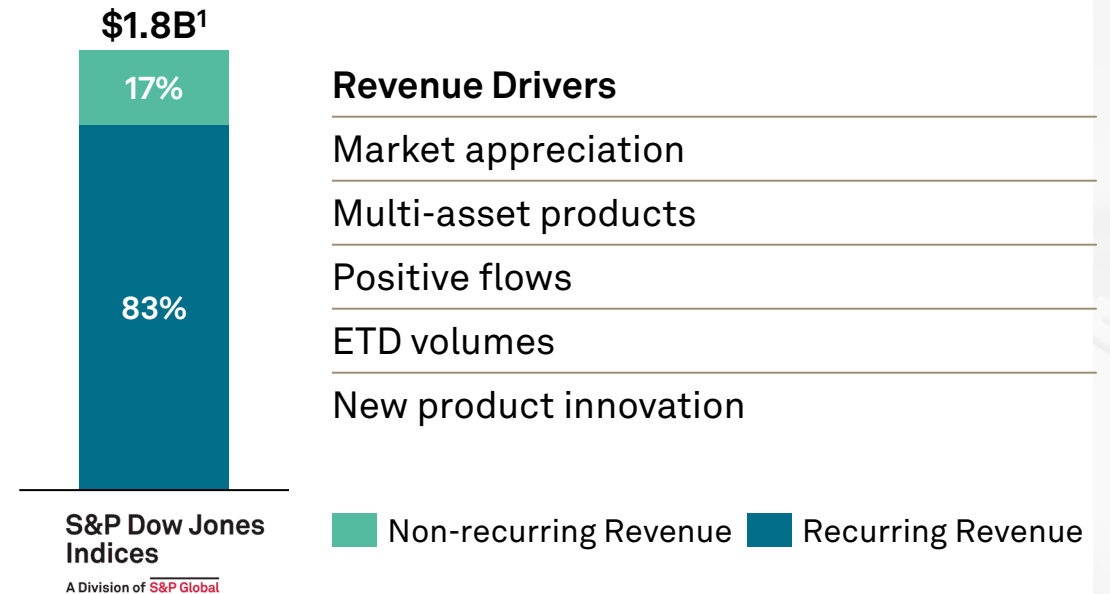 $1.8B¹
17%
83%
S&P Dow Jones
Indices
A Division of S&P Global
Revenue Drivers
Market appreciation
Multi-asset products
Positive flows
ETD volumes
New product innovation
Non-recurring Revenue
Recurring Revenue